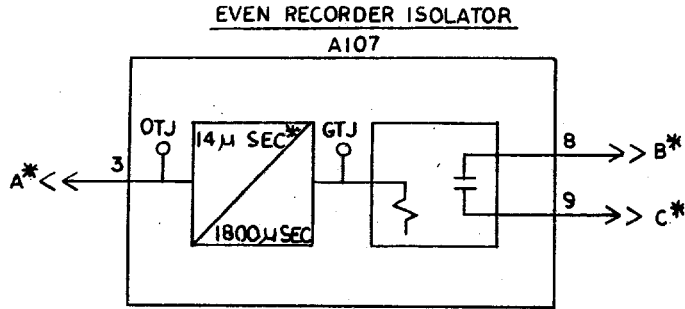 EVEN RECORDER ISOLATOR
A107
OTJ
14μ SEC*
GTJ
8
B*
3
A*
9
C*
1800μSEC